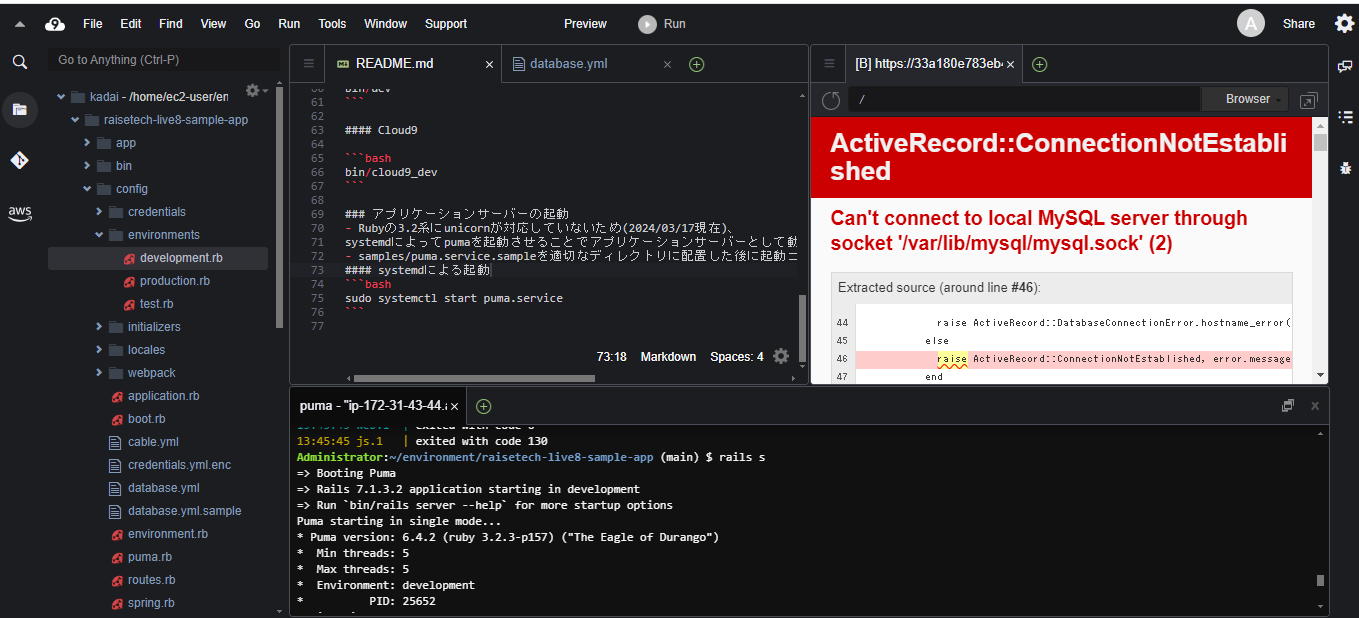 File Edit Find View Go Run Tools Window Support Preview Run A Share
Go to Anything (Ctrl-P)
kadai - /home/ec2-user/en
raisetech-live8-sample-app
app
bin
config
credentials
environments
development.rb
production.rb
test.rb
initializers
locales
webpack
application.rb
boot.rb
cable.yml
credentials.yml.enc
database.yml
database.yml.sample
environment.rb
puma.rb
routes.rb
spring.rb
aws
README.md × database.yml ×
60 bin/dev
61 ```
62
63 #### Cloud9
64
65 ```bash
66 bin/cloud9_dev
67 ```
68
69 ### アプリケーションサーバーの起動
70 - Rubyの3.2系にunicornが対応していないため(2024/03/17現在)、
71 systemdによってpumaを起動させることでアプリケーションサーバーとして動
72 - samples/puma.service.sampleを適切なディレクトリに配置した後に起動コ
73 #### systemdによる起動
74 ```bash
75 sudo systemctl start puma.service
76 ```
77
73:18 Markdown Spaces: 4
[B] https://33a180e783eb4 ×
/ Browser
ActiveRecord::ConnectionNotEstabli
shed
Can't connect to local MySQL server through
socket '/var/lib/mysql/mysql.sock' (2)
Extracted source (around line #46):
44 raise ActiveRecord::DatabaseConnectionError.hostname_error(
45 else
46 raise ActiveRecord::ConnectionNotEstablished, error.message
47 end
puma - "ip-172-31-43-44. ×
13:45:45 js.1 | exited with code 130
Administrator:~/environment/raisetech-live8-sample-app (main) $ rails s
=> Booting Puma
=> Rails 7.1.3.2 application starting in development
=> Run `bin/rails server --help` for more startup options
Puma starting in single mode...
* Puma version: 6.4.2 (ruby 3.2.3-p157) ("The Eagle of Durango")
* Min threads: 5
* Max threads: 5
* Environment: development
* PID: 25652